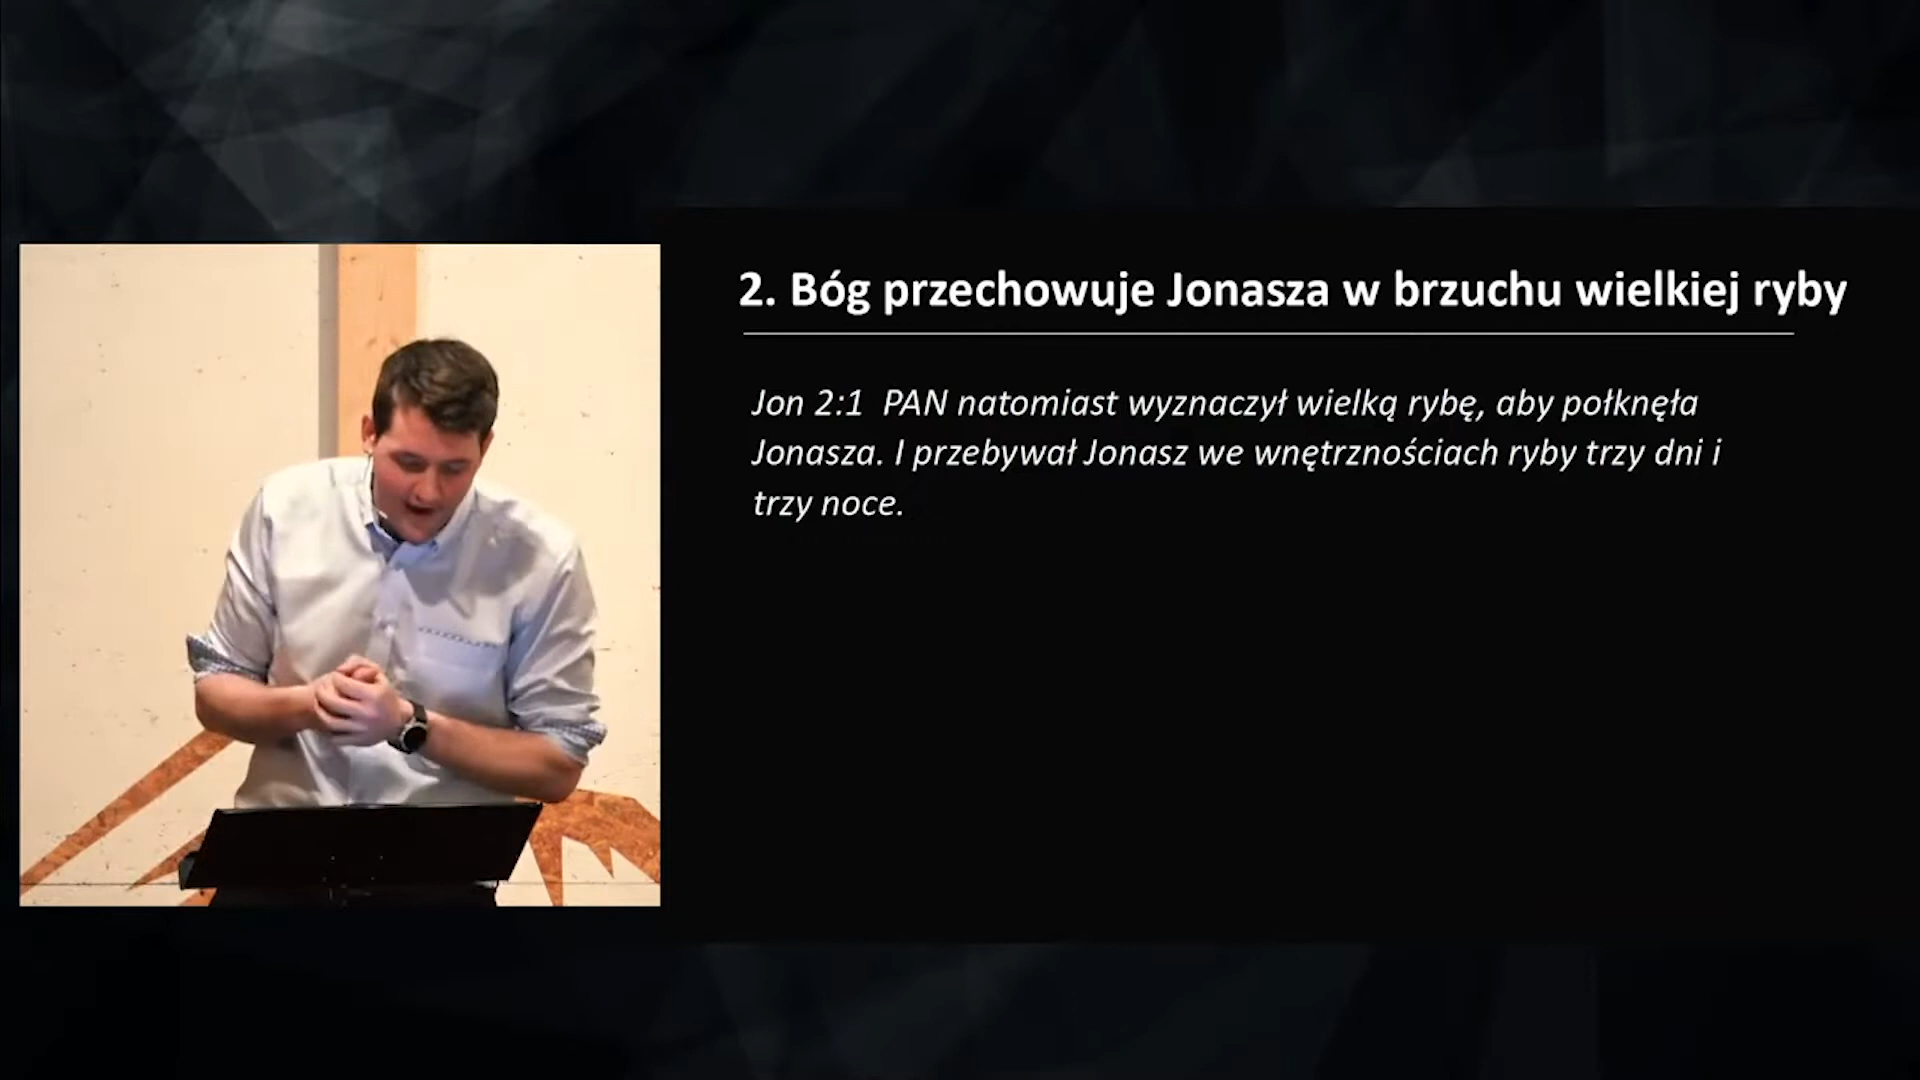 2. Bóg przechowuje Jonasza w brzuchu wielkiej ryby
Jon 2:1 PAN natomiast wyznaczył wielką rybę, aby połknęła
Jonasza. I przebywał Jonasz we wnętrznościach ryby trzy dni i
trzy noce.